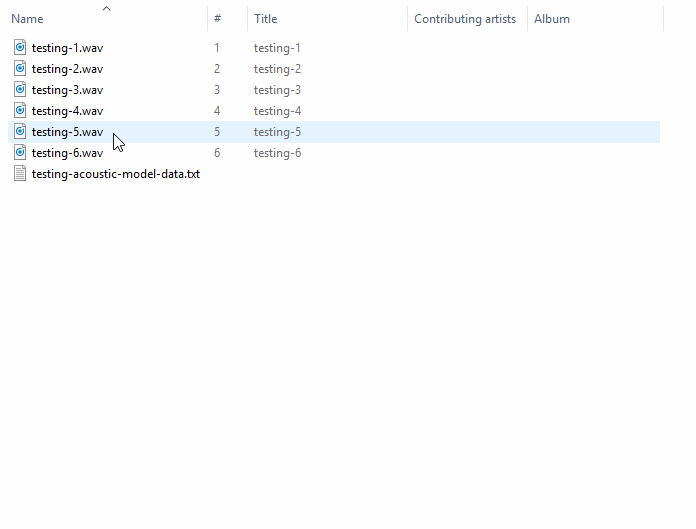 Name # Title Contributing artists Album
testing-1.wav 1 testing-1
testing-2.wav 2 testing-2
testing-3.wav 3 testing-3
testing-4.wav 4 testing-4
testing-5.wav 5 testing-5
testing-6.wav 6 testing-6
testing-acoustic-model-data.txt